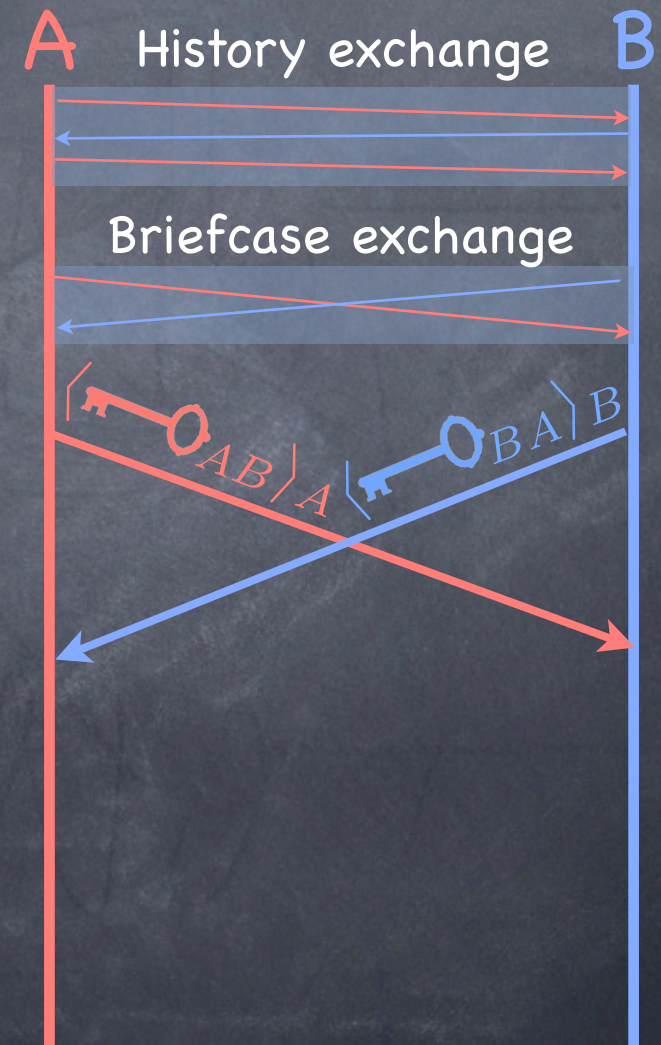 A
History exchange
B
Briefcase exchange
⟨ AB⟩A
⟨ BA⟩B